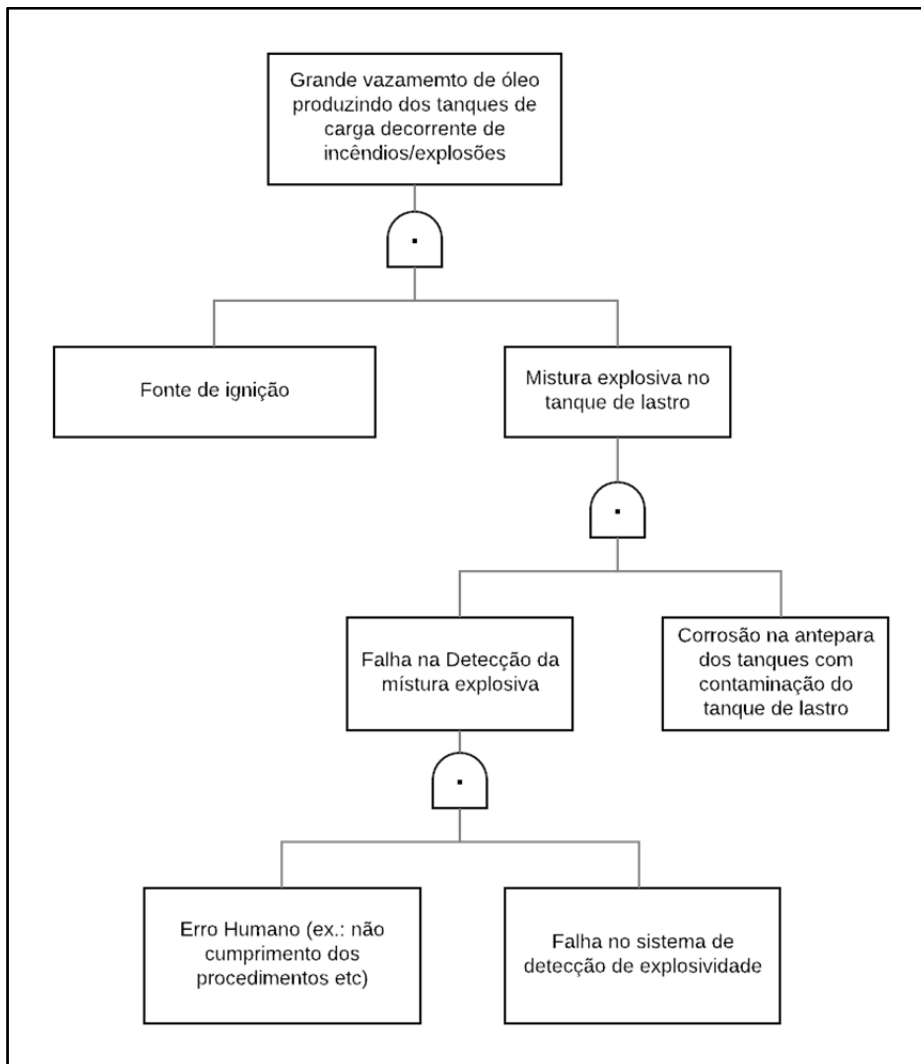 Grande vazamemto de óleo
produzindo dos tanques de
carga decorrente de
incêndios/explosões
Fonte de ignição
Mistura explosiva no
tanque de lastro
Falha na Detecção da
místura explosiva
Corrosão na antepara
dos tanques com
contaminação do
tanque de lastro
Erro Humano (ex.: não
cumprimento dos
procedimentos etc)
Falha no sistema de
detecção de explosividade